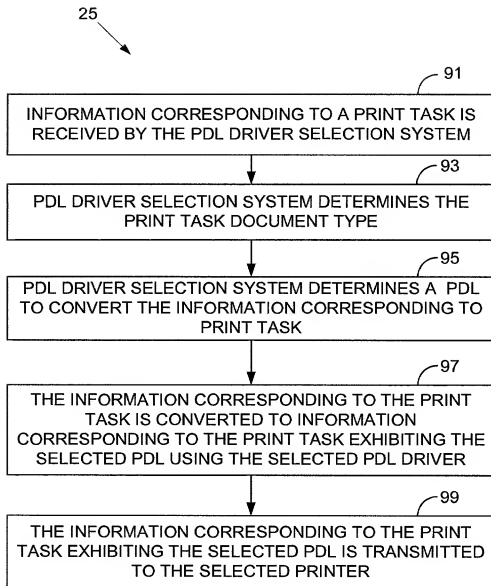 25
91
INFORMATION CORRESPONDING TO A PRINT TASK IS
RECEIVED BY THE PDL DRIVER SELECTION SYSTEM
93
PDL DRIVER SELECTION SYSTEM DETERMINES THE
PRINT TASK DOCUMENT TYPE
95
PDL DRIVER SELECTION SYSTEM DETERMINES A PDL
TO CONVERT THE INFORMATION CORRESPONDING TO
PRINT TASK
97
THE INFORMATION CORRESPONDING TO THE PRINT
TASK IS CONVERTED TO INFORMATION
CORRESPONDING TO THE PRINT TASK EXHIBITING THE
SELECTED PDL USING THE SELECTED PDL DRIVER
99
THE INFORMATION CORRESPONDING TO THE PRINT
TASK EXHIBITING THE SELECTED PDL IS TRANSMITTED
TO THE SELECTED PRINTER